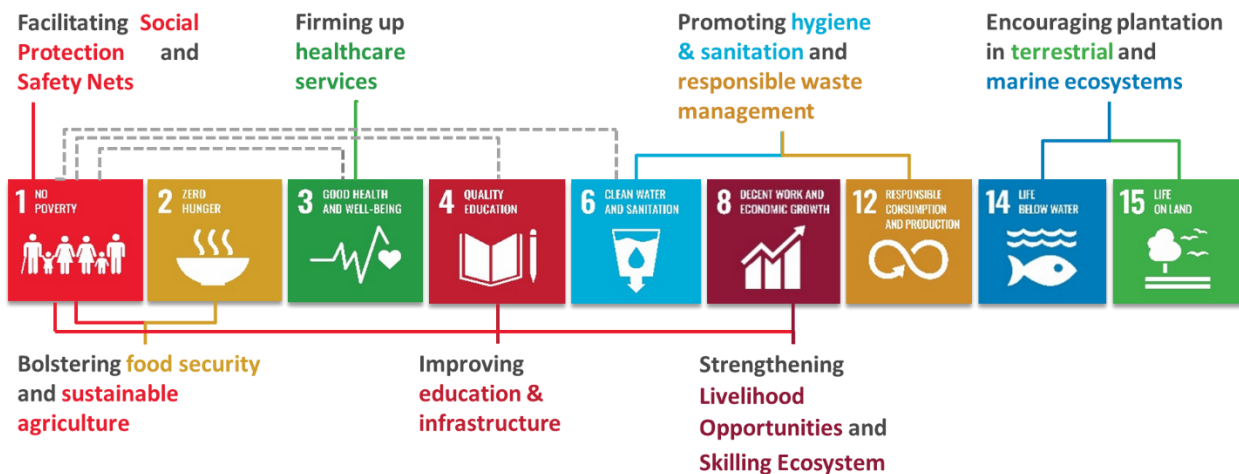 Facilitating Social
Protection and
Safety Nets
Firming up
healthcare
services
Promoting hygiene
& sanitation and
responsible waste
management
Encouraging plantation
in terrestrial and
marine ecosystems
1 NO
POVERTY
2 ZERO
HUNGER
3 GOOD HEALTH
AND WELL-BEING
4 QUALITY
EDUCATION
6 CLEAN WATER
AND SANITATION
8 DECENT WORK AND
ECONOMIC GROWTH
12 RESPONSIBLE
CONSUMPTION
AND PRODUCTION
14 LIFE
BELOW WATER
15 LIFE
ON LAND
Bolstering food security
and sustainable
agriculture
Improving
education &
infrastructure
Strengthening
Livelihood
Opportunities and
Skilling Ecosystem